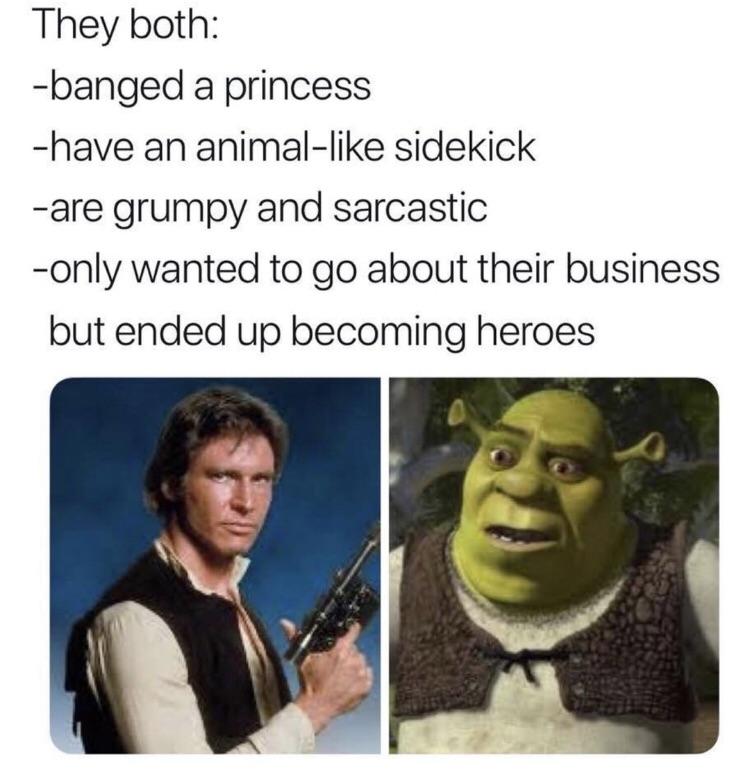 They both:
-banged a princess
-have an animal-like sidekick
-are grumpy and sarcastic
-only wanted to go about their business
but ended up becoming heroes